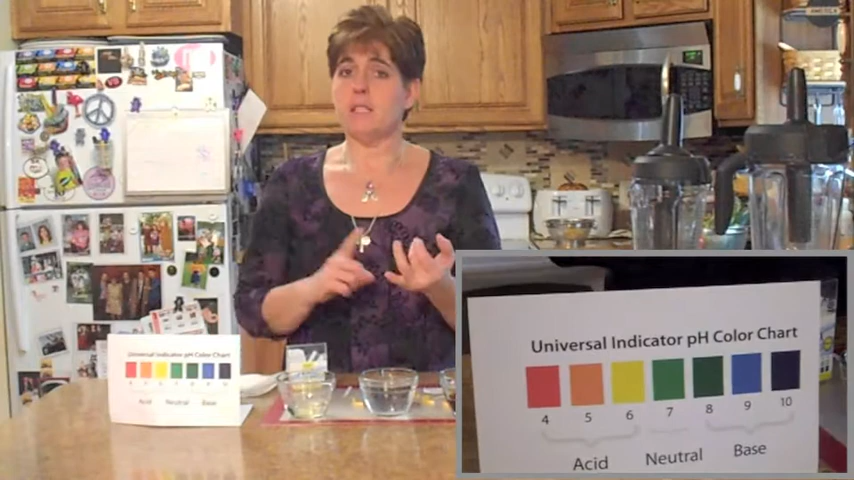 Universal Indicator pH Color Chart
Acid Neutral Base
Universal Indicator pH Color Chart
4 5 6 7 8 9 10
Acid Neutral Base